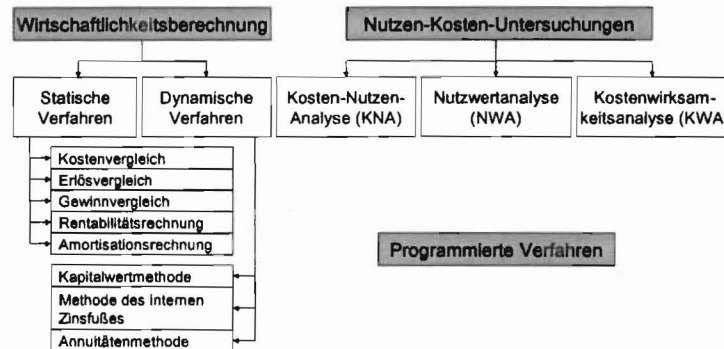 Wirtschaftlichkeitsberechnung
Nutzen-Kosten-Untersuchungen
Statische
Verfahren
Dynamische
Verfahren
Kosten-Nutzen-
Analyse (KNA)
Nutzwertanalyse
(NWA)
Kostenwirksam-
keitsanalyse (KWA
Kostenvergleich
Erlösvergleich
Gewinnvergleich
Rentabilitätsrechnung
Amortisationsrechnung
Programmierte Verfahren
Kapitalwertmethode
Methode des internen
Zinsfußes
Annuitätenmethode